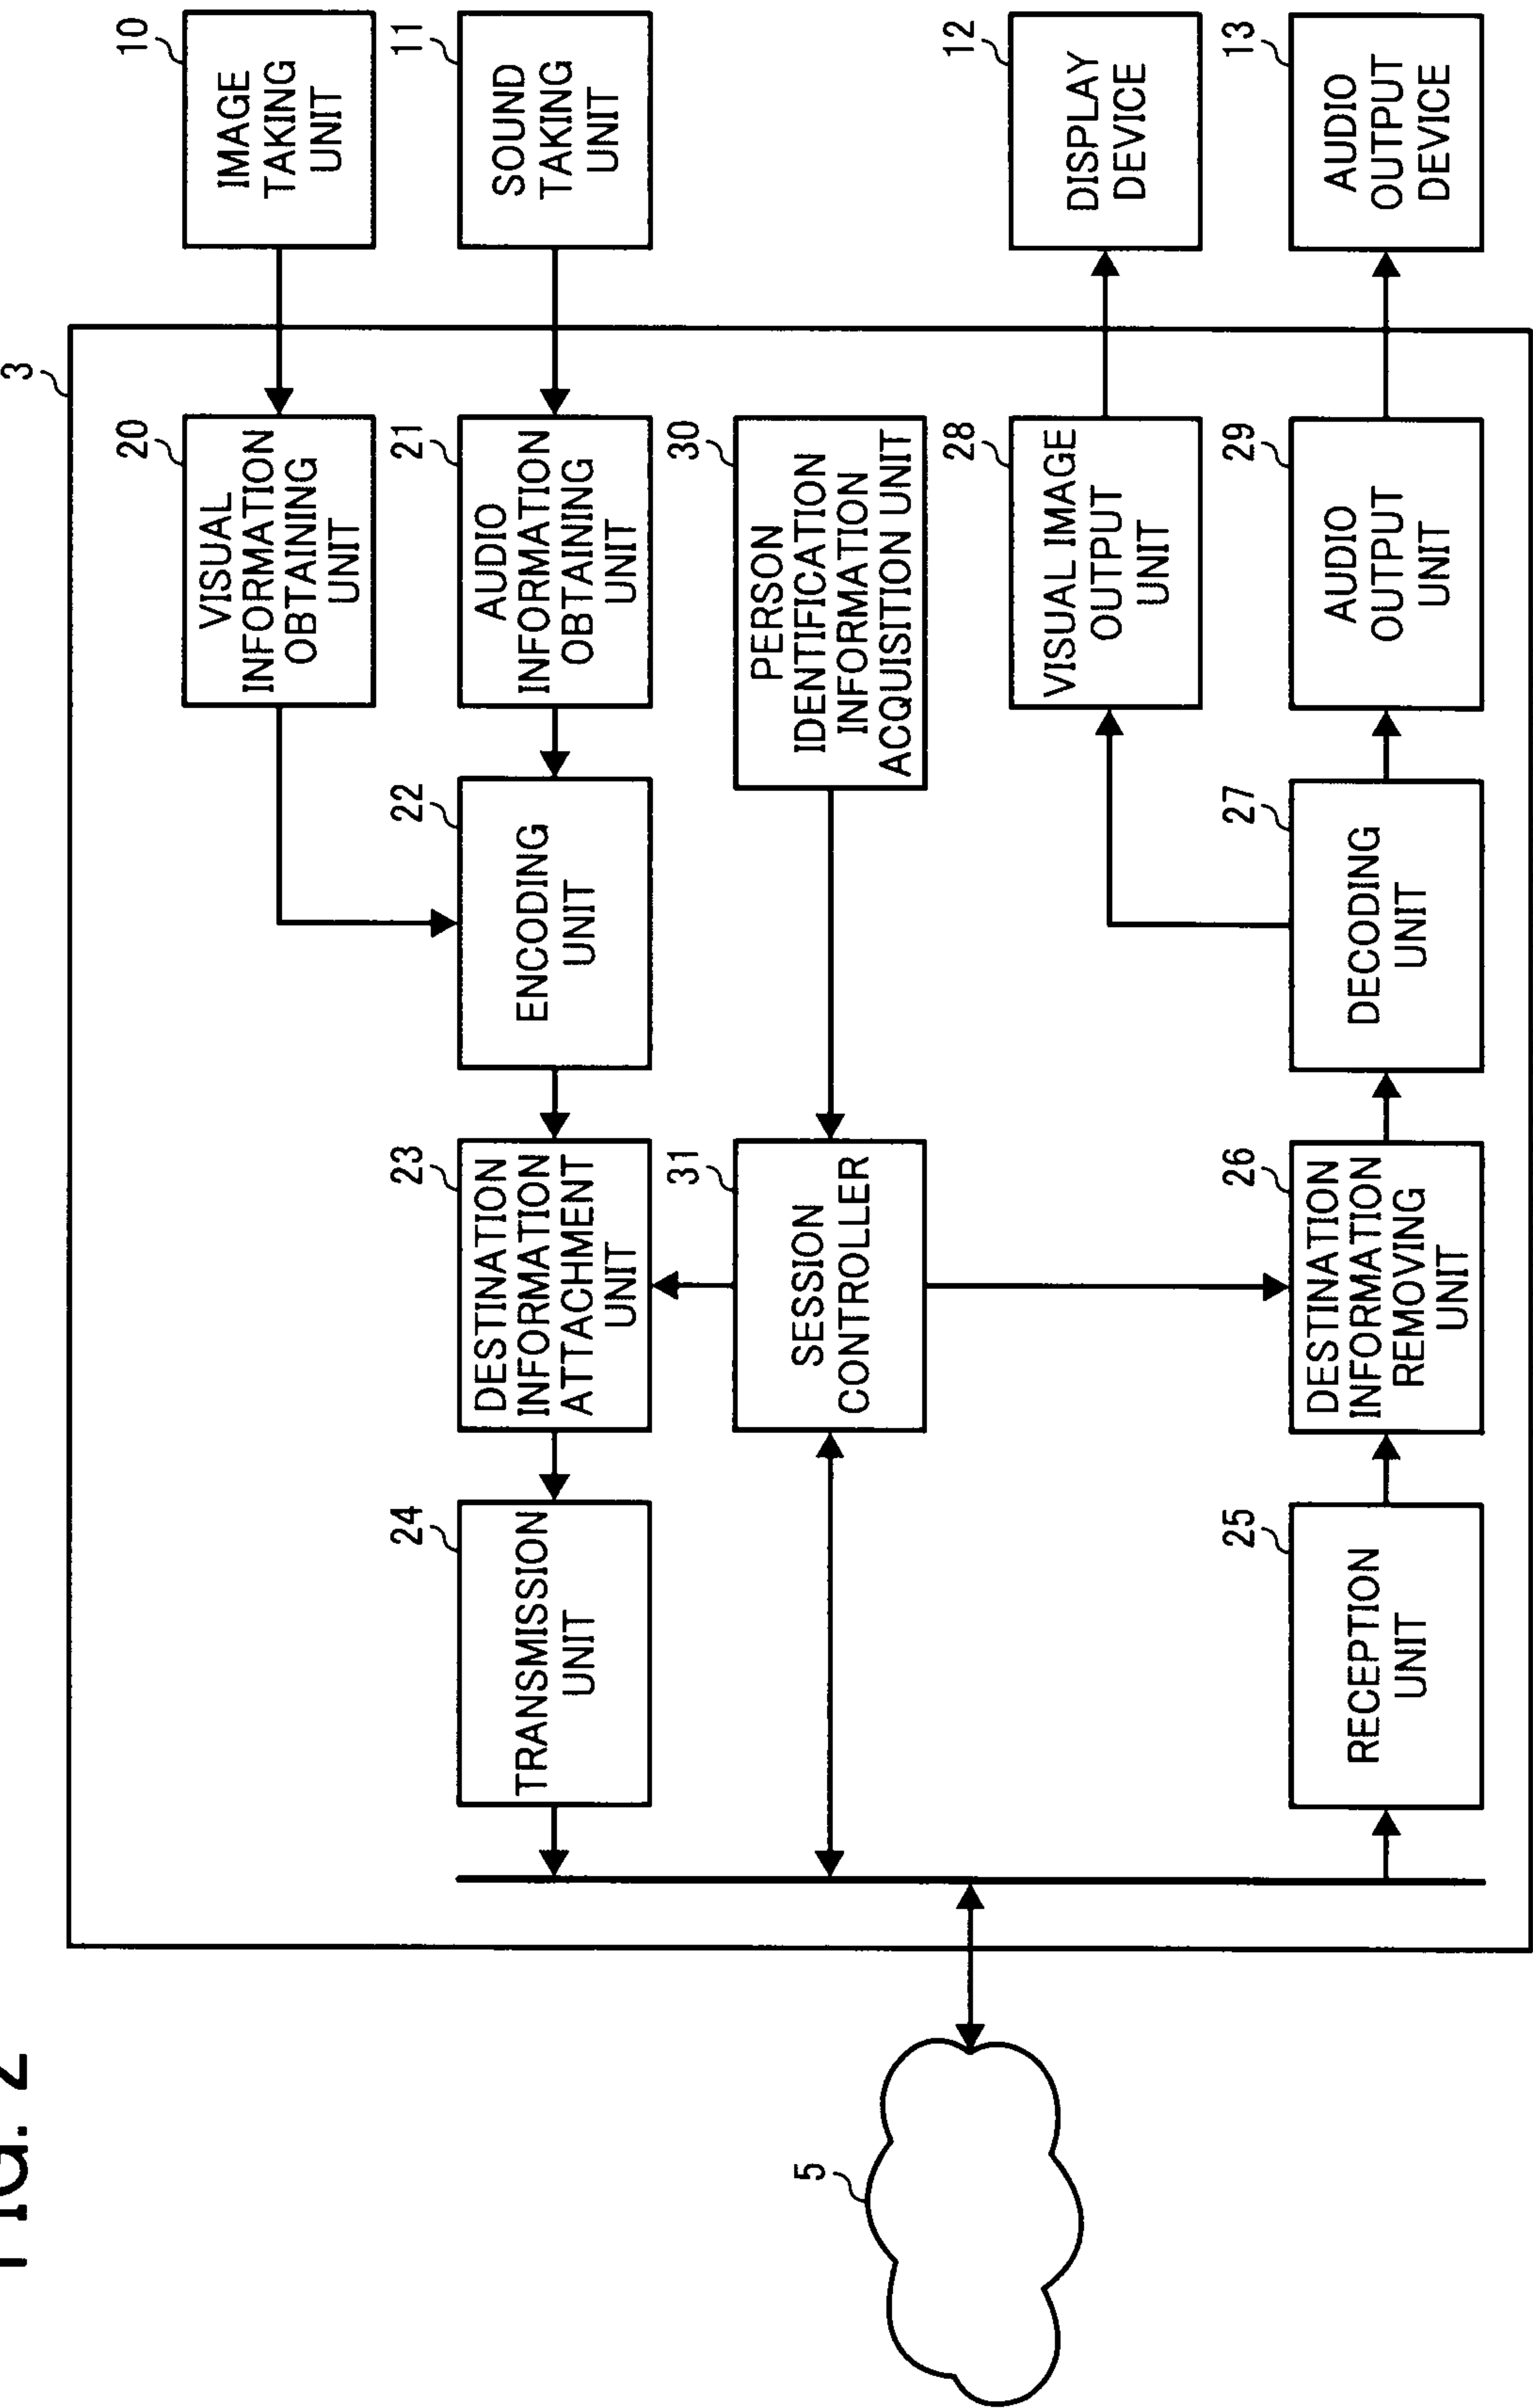 FIG. 2
3
10
IMAGE
TAKING
UNIT
11
SOUND
TAKING
UNIT
12
DISPLAY
DEVICE
13
AUDIO
OUTPUT
DEVICE
20
VISUAL
INFORMATION
OBTAINING
UNIT
21
AUDIO
INFORMATION
OBTAINING
UNIT
30
PERSON
IDENTIFICATION
INFORMATION
ACQUISITION UNIT
28
VISUAL IMAGE
OUTPUT
UNIT
29
AUDIO
OUTPUT
UNIT
22
ENCODING
UNIT
27
DECODING
UNIT
23
DESTINATION
INFORMATION
ATTACHMENT
UNIT
31
SESSION
CONTROLLER
26
DESTINATION
INFORMATION
REMOVING
UNIT
24
TRANSMISSION
UNIT
25
RECEPTION
UNIT
5